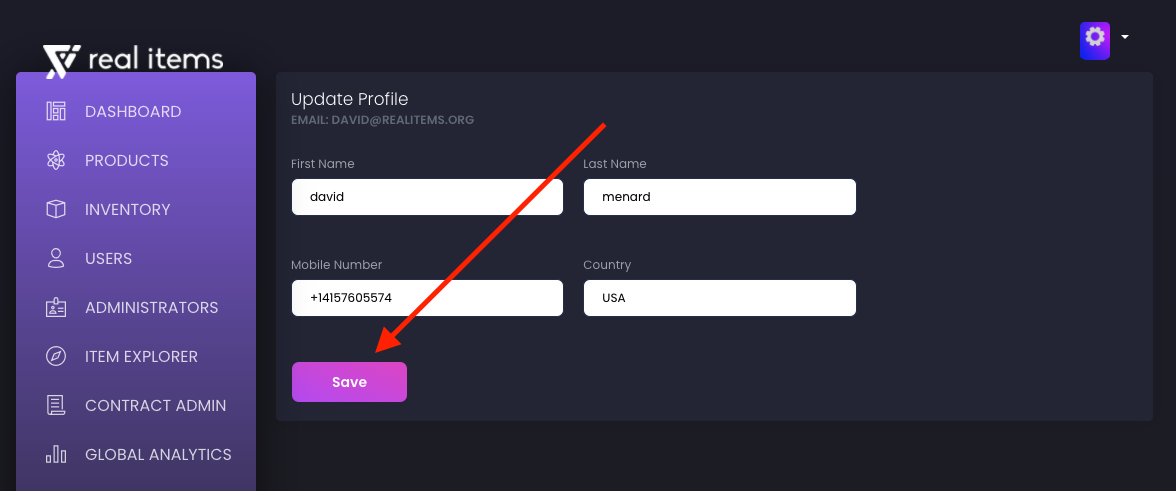 real items
DASHBOARD
PRODUCTS
INVENTORY
USERS
ADMINISTRATORS
ITEM EXPLORER
CONTRACT ADMIN
GLOBAL ANALYTICS
Update Profile
EMAIL: DAVID@REALITEMS.ORG
First Name
Last Name
david
menard
Mobile Number
Country
+14157605574
USA
Save